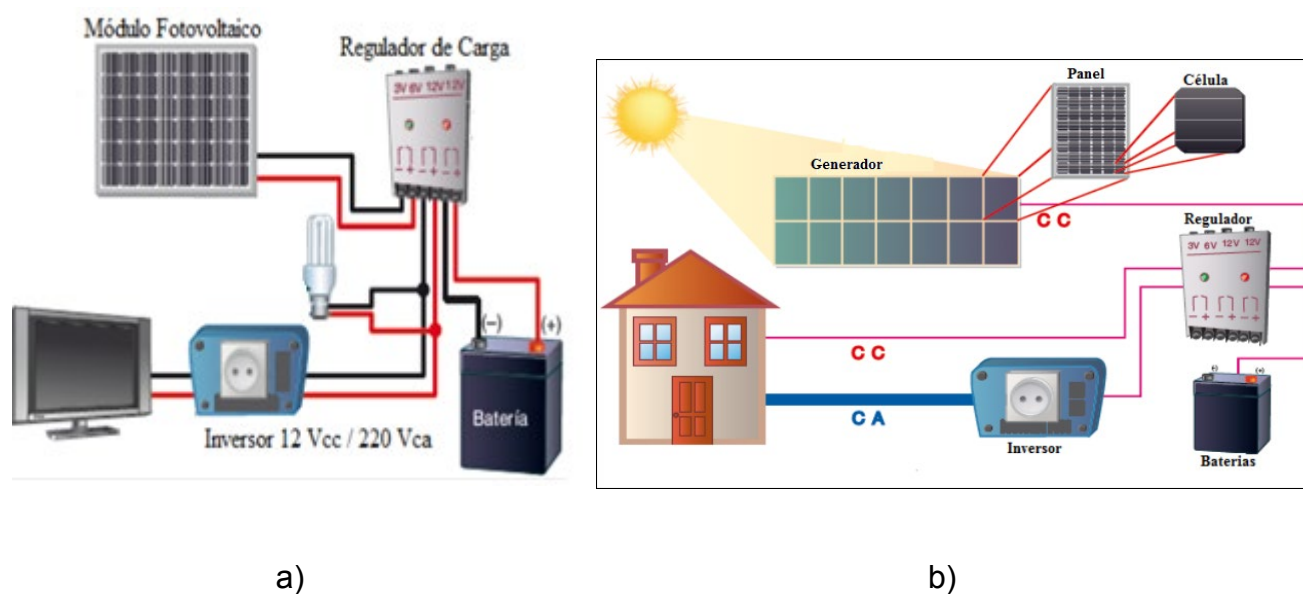 Módulo Fotovoltaico
Regulador de Carga
3V 6V 12V 12V
- + - + - +
(-) (+)
Batería
Inversor 12 Vcc / 220 Vca
a)
Panel
Célula
Generador
C C
Regulador
3V 6V 12V 12V
- + - + - +
C C
C A
Inversor
(-) (+)
Baterias
b)